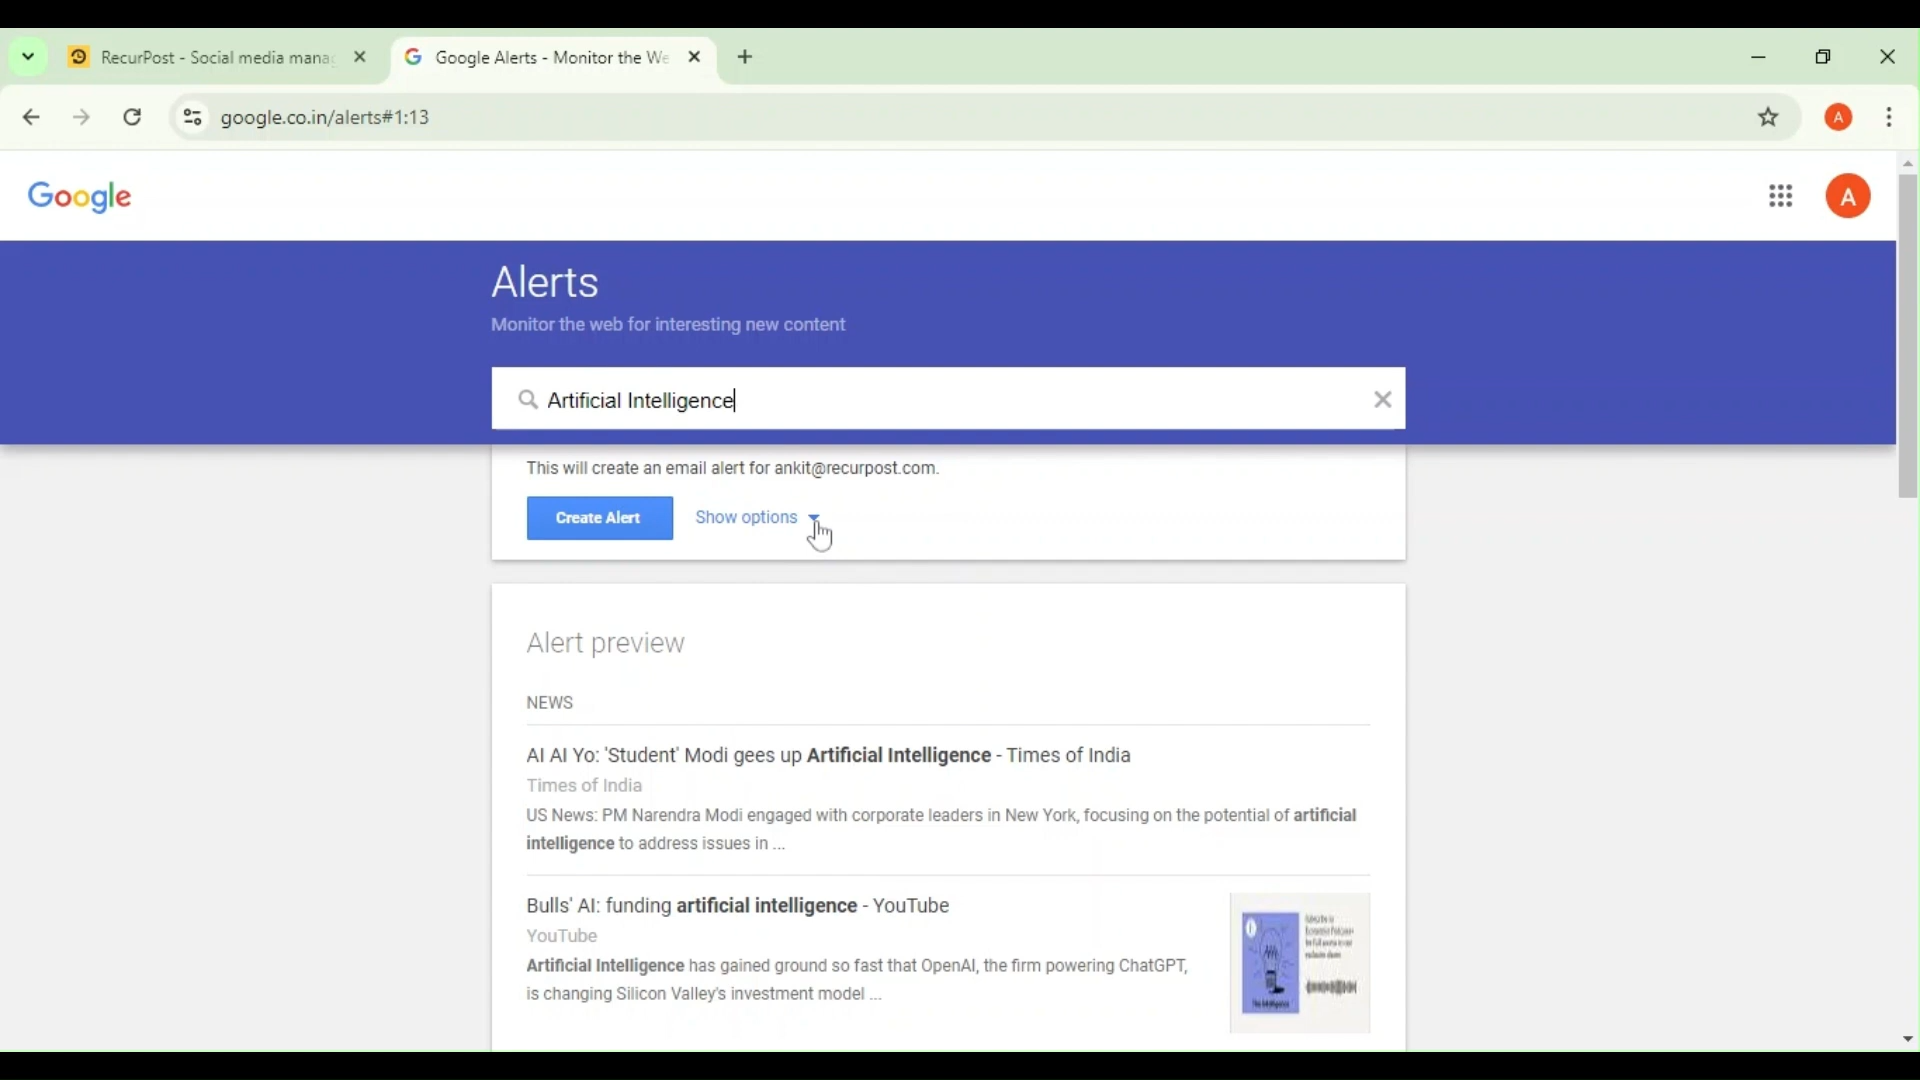 RecurPost - Social media mana
Google Alerts - Monitor the We
google.co.in/alerts#1:13
A
Google
A
Alerts
Monitor the web for interesting new content
Artificial Intelligence
This will create an email alert for ankit@recurpost.com.
Create Alert
Show options
Alert preview
NEWS
AI AI Yo: 'Student' Modi gees up Artificial Intelligence - Times of India
Times of India
US News: PM Narendra Modi engaged with corporate leaders in New York, focusing on the potential of artificial
intelligence to address issues in ...
Bulls' AI: funding artificial intelligence - YouTube
YouTube
Artificial Intelligence has gained ground so fast that OpenAI, the firm powering ChatGPT,
is changing Silicon Valley's investment model ...